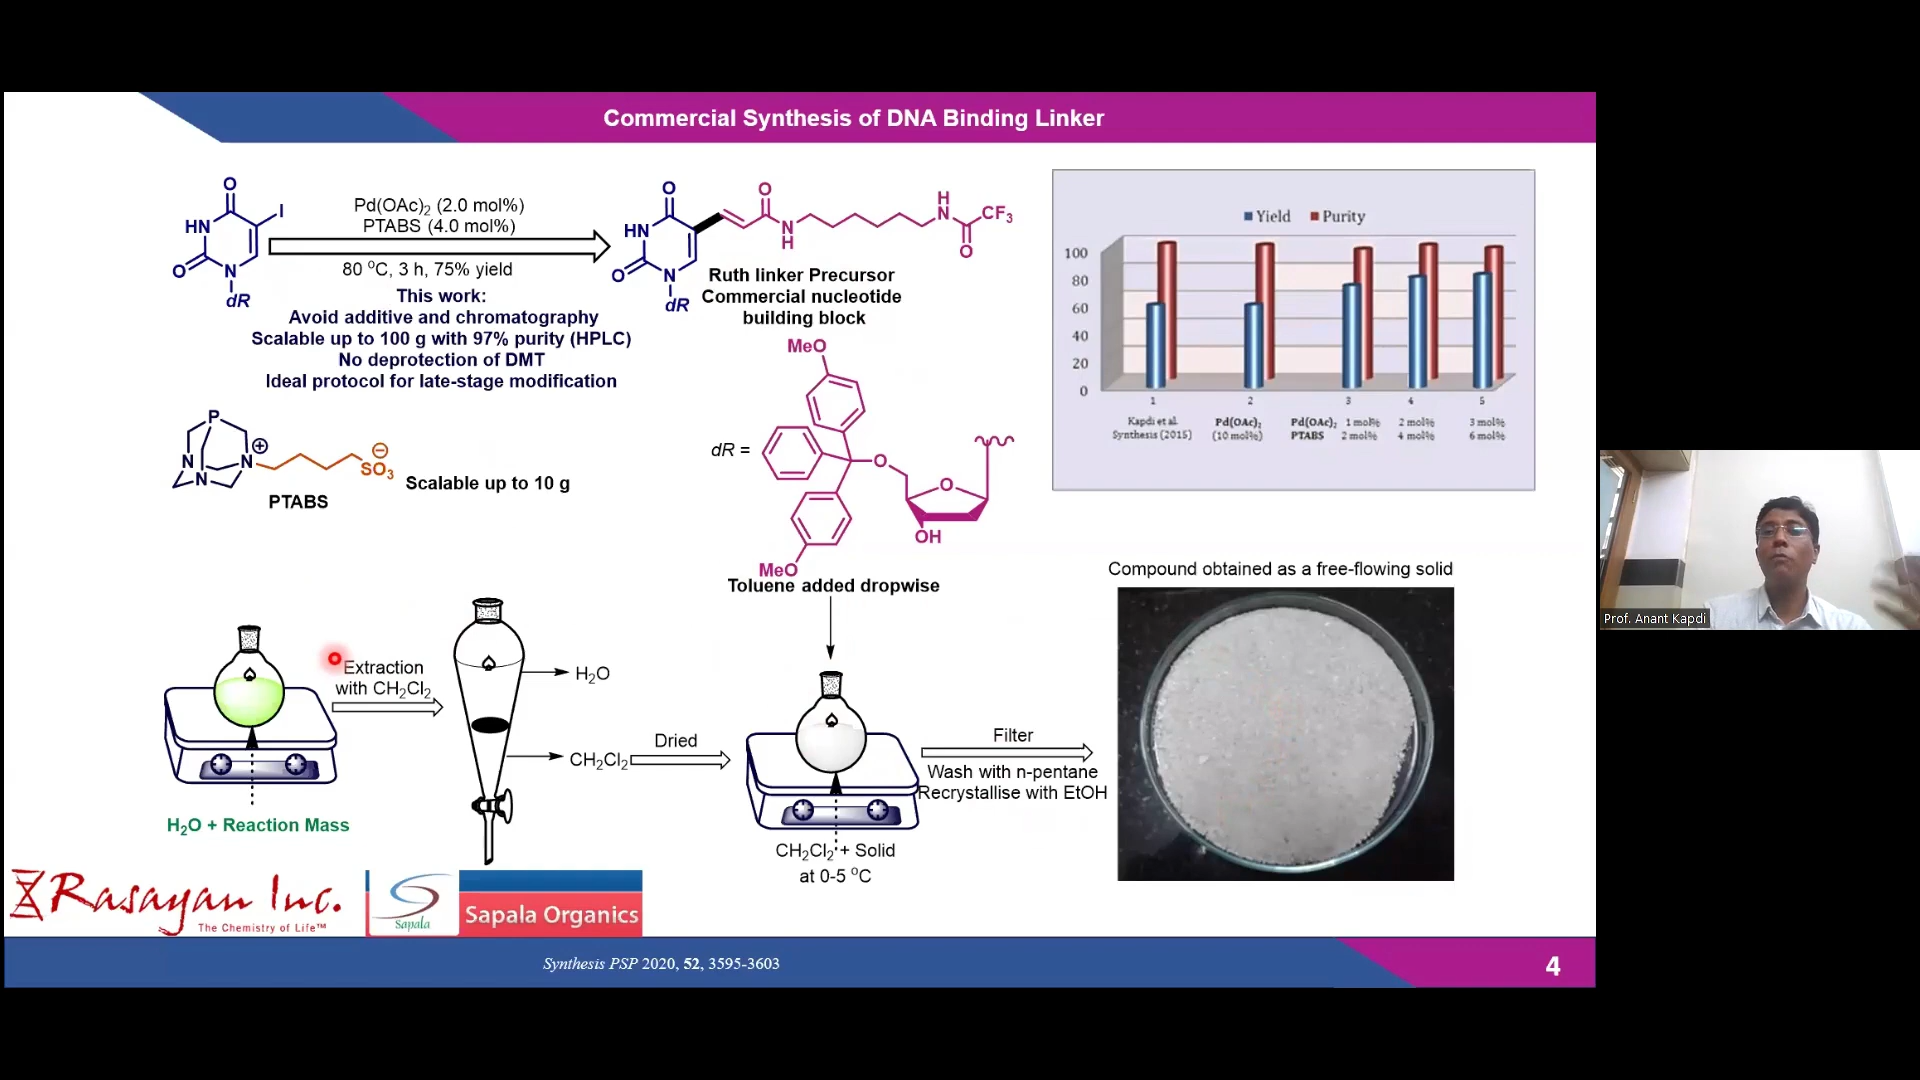 Commercial Synthesis of DNA Binding Linker
O
HN
I
O
N
dR
Pd(OAc)₂ (2.0 mol%)
PTABS (4.0 mol%)
80 °C, 3 h, 75% yield
This work:
Avoid additive and chromatography
Scalable up to 100 g with 97% purity (HPLC)
No deprotection of DMT
Ideal protocol for late-stage modification
O
HN
O
N
dR
O
N
H
H
N
CF₃
O
Ruth linker Precursor
Commercial nucleotide
building block
Yield Purity
100
80
60
40
20
0
1 2 3 4 5
Kapdi et al. Pd(OAc)₂ Pd(OAc)₂ 1 mol% 2 mol% 3 mol%
Synthesis (2015) (10 mol%) PTABS 2 mol% 4 mol% 6 mol%
P
N
N
N
⊕
⊖
SO₃
PTABS
Scalable up to 10 g
MeO
dR =
O
O
OH
MeO
Toluene added dropwise
Extraction
with CH₂Cl₂
H₂O
CH₂Cl₂
Dried
H₂O + Reaction Mass
CH₂Cl₂ + Solid
at 0-5 °C
Filter
Wash with n-pentane
Recrystallise with EtOH
Compound obtained as a free-flowing solid
Rasayan Inc.
The Chemistry of Life™
Sapala
Sapala Organics
Synthesis PSP 2020, 52, 3595-3603
4
Prof. Anant Kapdi